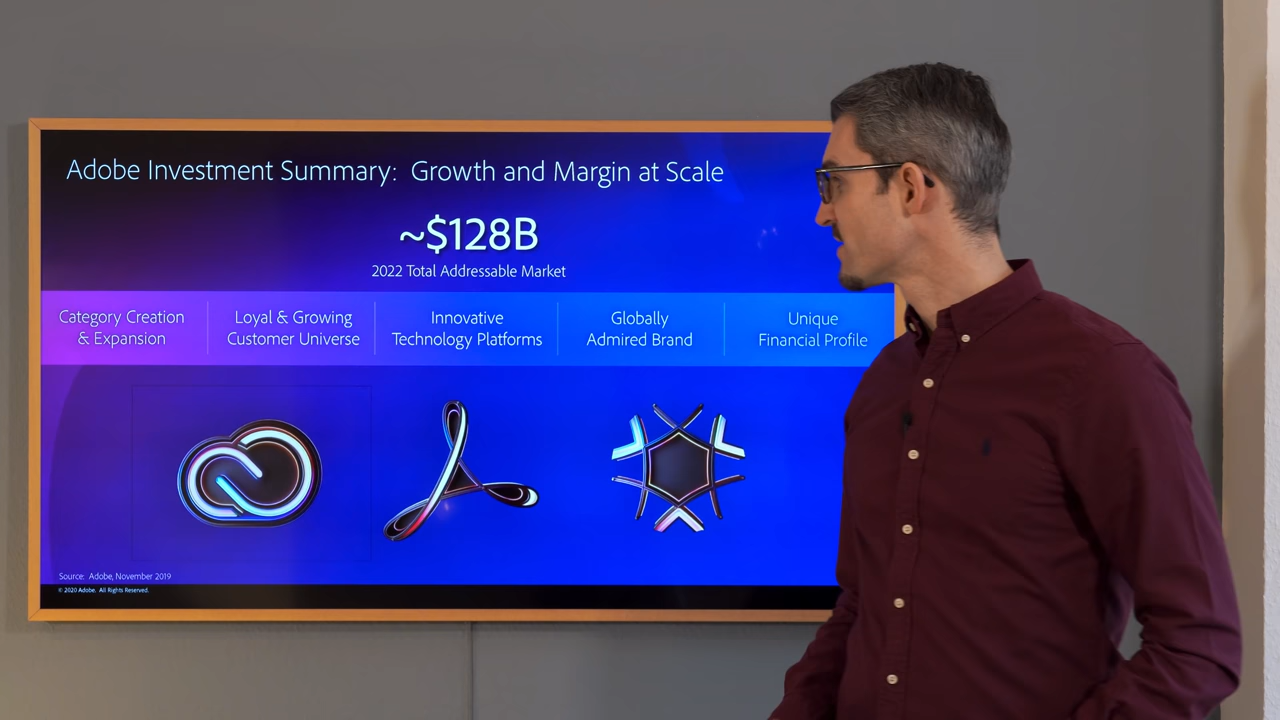 Adobe Investment Summary: Growth and Margin at Scale
~$128B
2022 Total Addressable Market
Category Creation
& Expansion
Loyal & Growing
Customer Universe
Innovative
Technology Platforms
Globally
Admired Brand
Unique
Financial Profile
Source: Adobe, November 2019
© 2020 Adobe. All Rights Reserved.